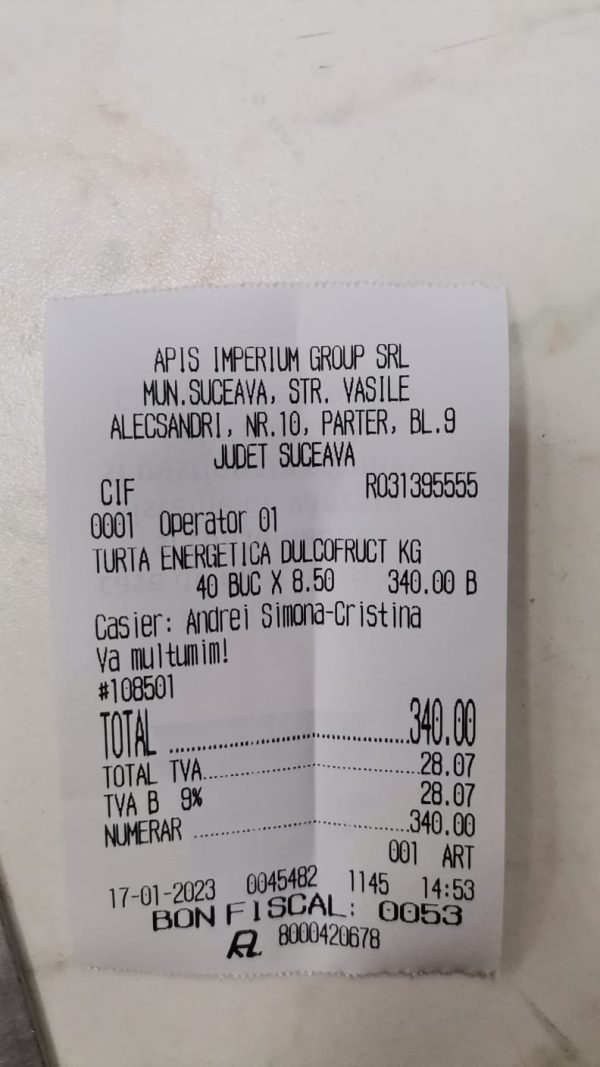 APIS IMPERIUM GROUP SRL
MUN.SUCEAVA, STR. VASILE
ALECSANDRI, NR.10, PARTER, BL.9
JUDET SUCEAVA
CIF RO31395555
0001 Operator 01
TURTA ENERGETICA DULCOFRUCT KG
40 BUC X 8.50 340.00 B
Casier: Andrei Simona-Cristina
Va multumim!
#108501
TOTAL ................................340.00
TOTAL TVA................................28.07
TVA B 9% 28.07
NUMERAR ................................340.00
001 ART
17-01-2023 0045482 1145 14:53
BON FISCAL: 0053
8000420678